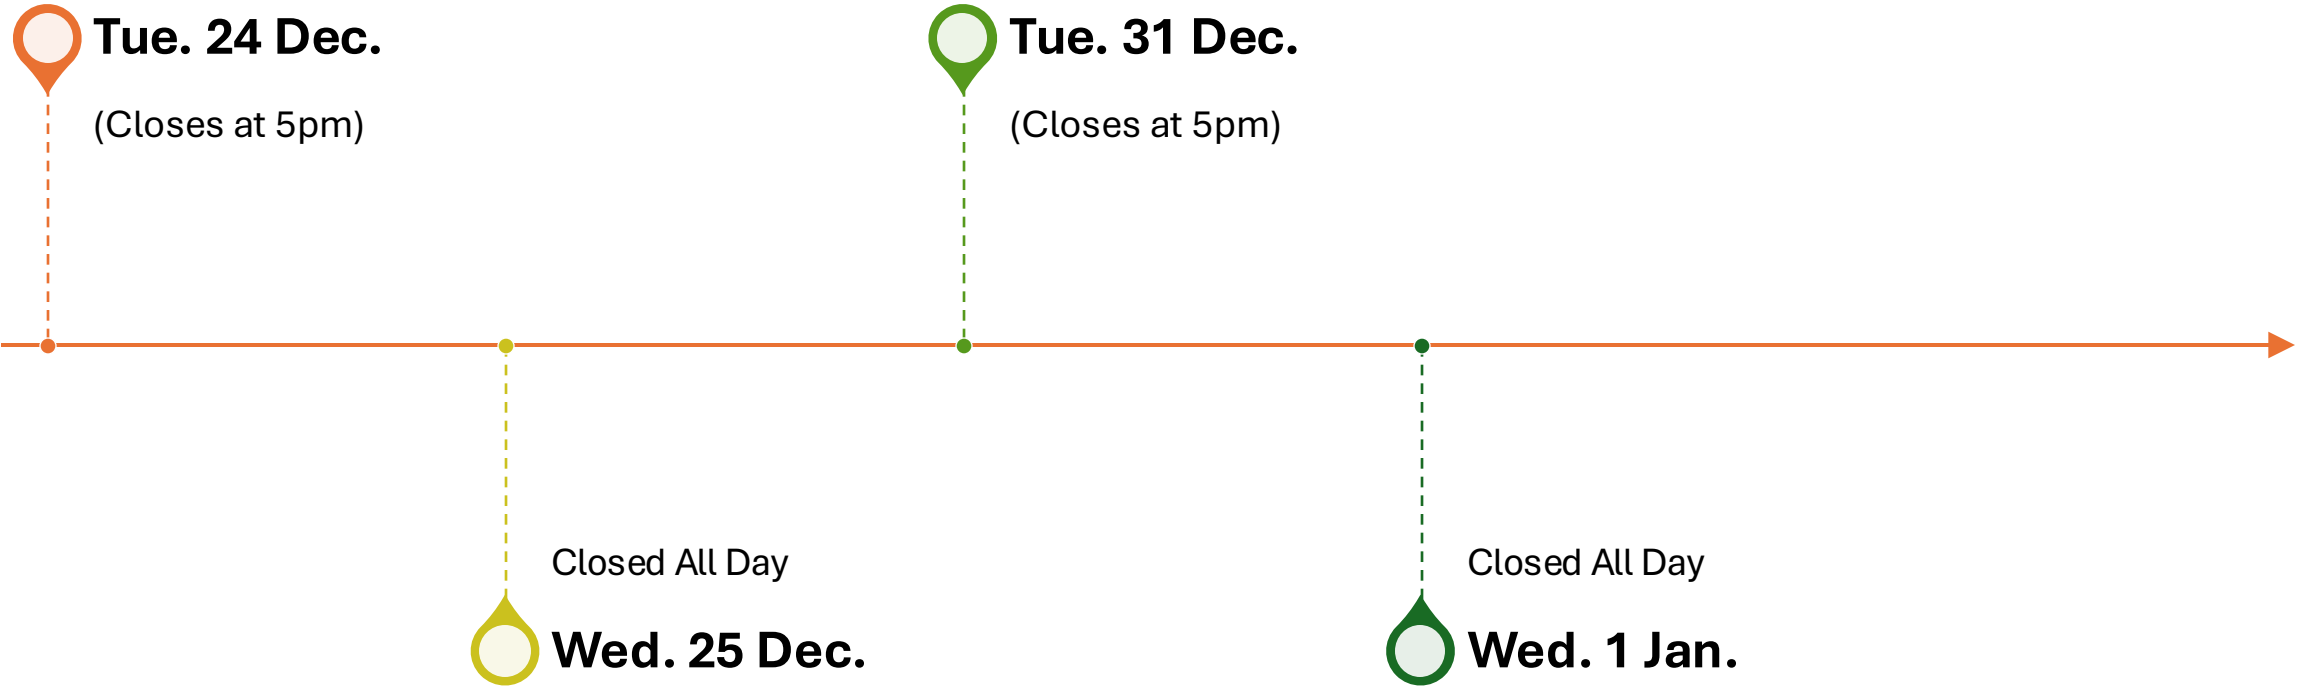 Tue. 24 Dec.
(Closes at 5pm)
Tue. 31 Dec.
(Closes at 5pm)
Closed All Day
Wed. 25 Dec.
Closed All Day
Wed. 1 Jan.